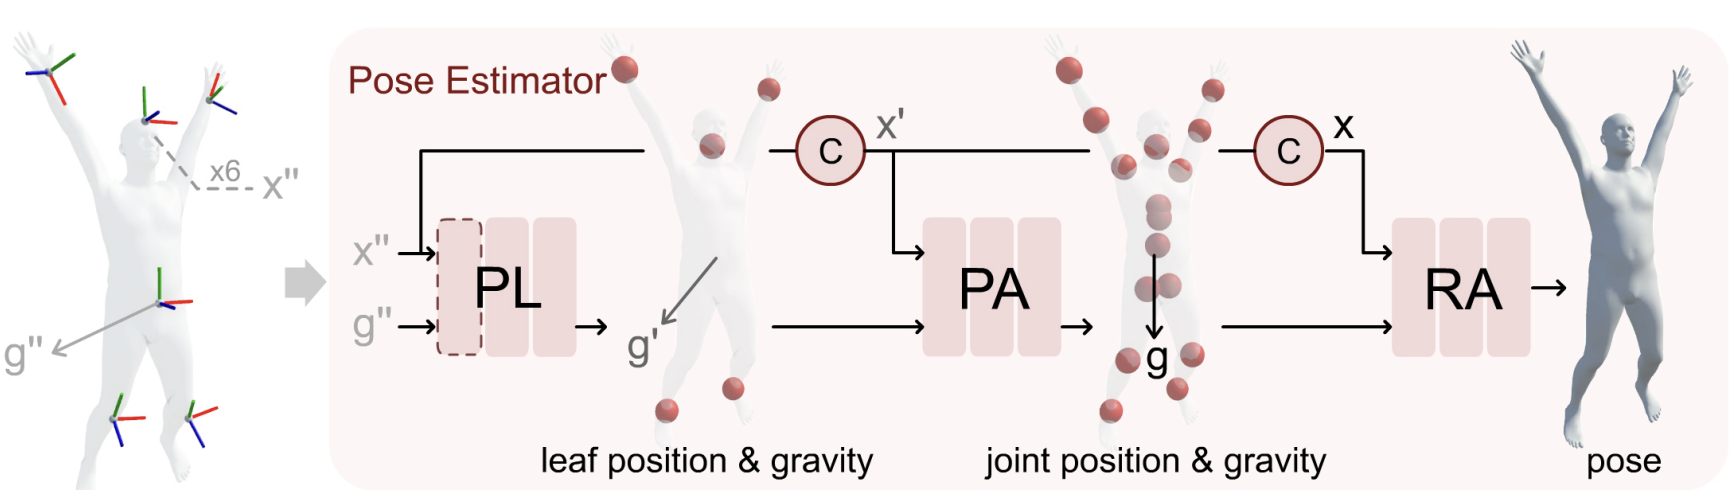 x6
x"
g"
Pose Estimator
x"
g"
PL
g'
leaf position & gravity
C
x'
PA
g
joint position & gravity
C
x
RA
pose